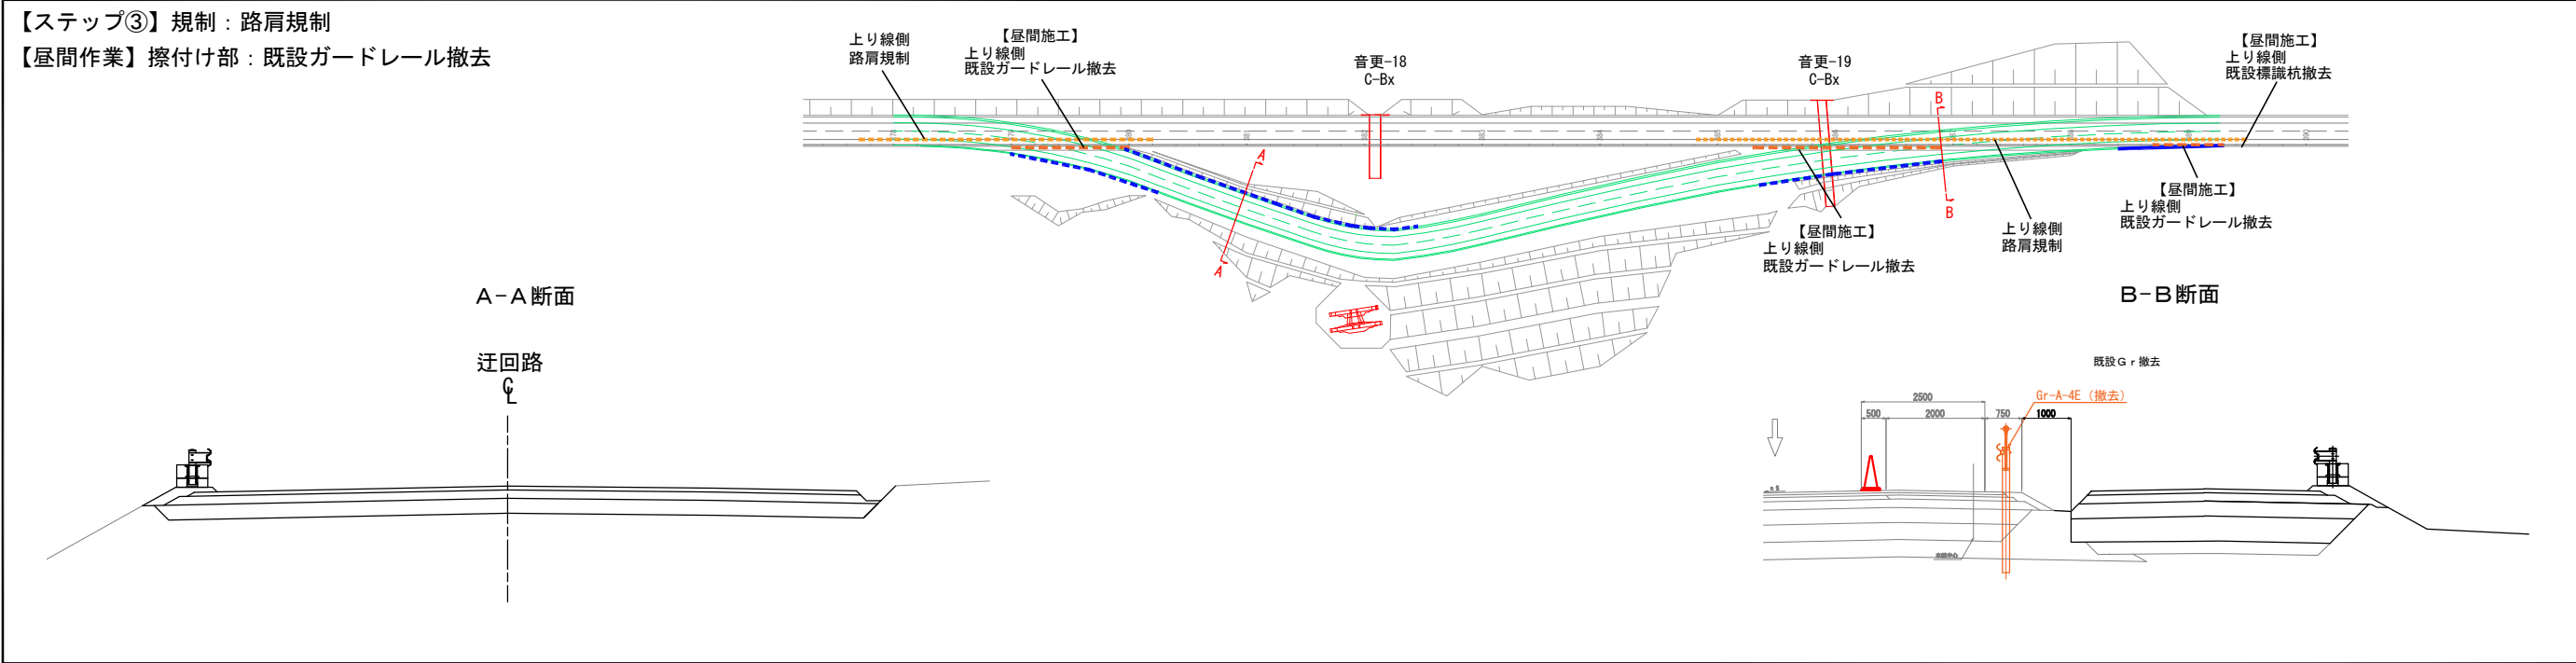 【ステップ③】規制：路肩規制
【昼間作業】擦付け部：既設ガードレール撤去
上り線側
路肩規制
【昼間施工】
上り線側
既設ガードレール撤去
音更-18
C-Bx
音更-19
C-Bx
【昼間施工】
上り線側
既設標識杭撤去
A
A
B
B
381
383
384
385
390
【昼間施工】
上り線側
既設ガードレール撤去
上り線側
路肩規制
【昼間施工】
上り線側
既設ガードレール撤去
A-A断面
迂回路
CL
B-B断面
既設Ｇｒ撤去
Gr-A-4E（撤去）
2500
500
2000
750
1000